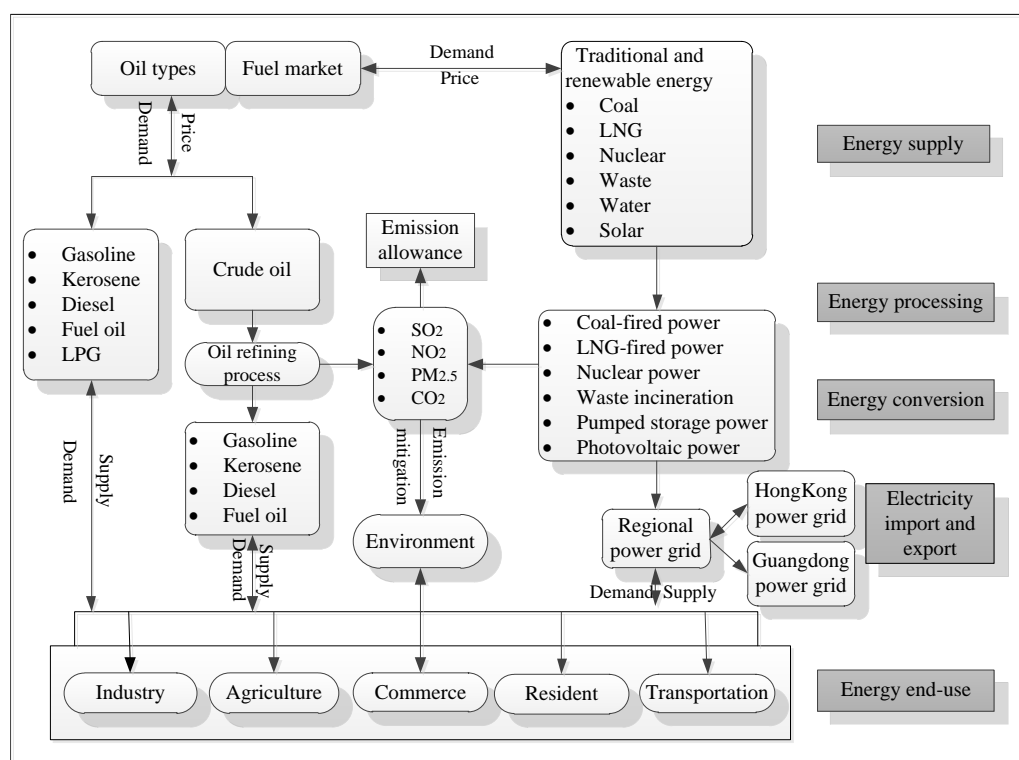 Oil types
Fuel market
Demand
Price
Traditional and
renewable energy
• Coal
• LNG
• Nuclear
• Waste
• Water
• Solar
Energy supply
Demand
Price
• Gasoline
• Kerosene
• Diesel
• Fuel oil
• LPG
Crude oil
Emission
allowance
Energy processing
Oil refining
process
• SO2
• NO2
• PM2.5
• CO2
• Coal-fired power
• LNG-fired power
• Nuclear power
• Waste incineration
• Pumped storage power
• Photovoltaic power
Energy conversion
• Gasoline
• Kerosene
• Diesel
• Fuel oil
Emission
mitigation
Demand
Supply
Environment
Regional
power grid
HongKong
power grid
Guangdong
power grid
Electricity
import and
export
Demand
Supply
Demand Supply
Industry
Agriculture
Commerce
Resident
Transportation
Energy end-use